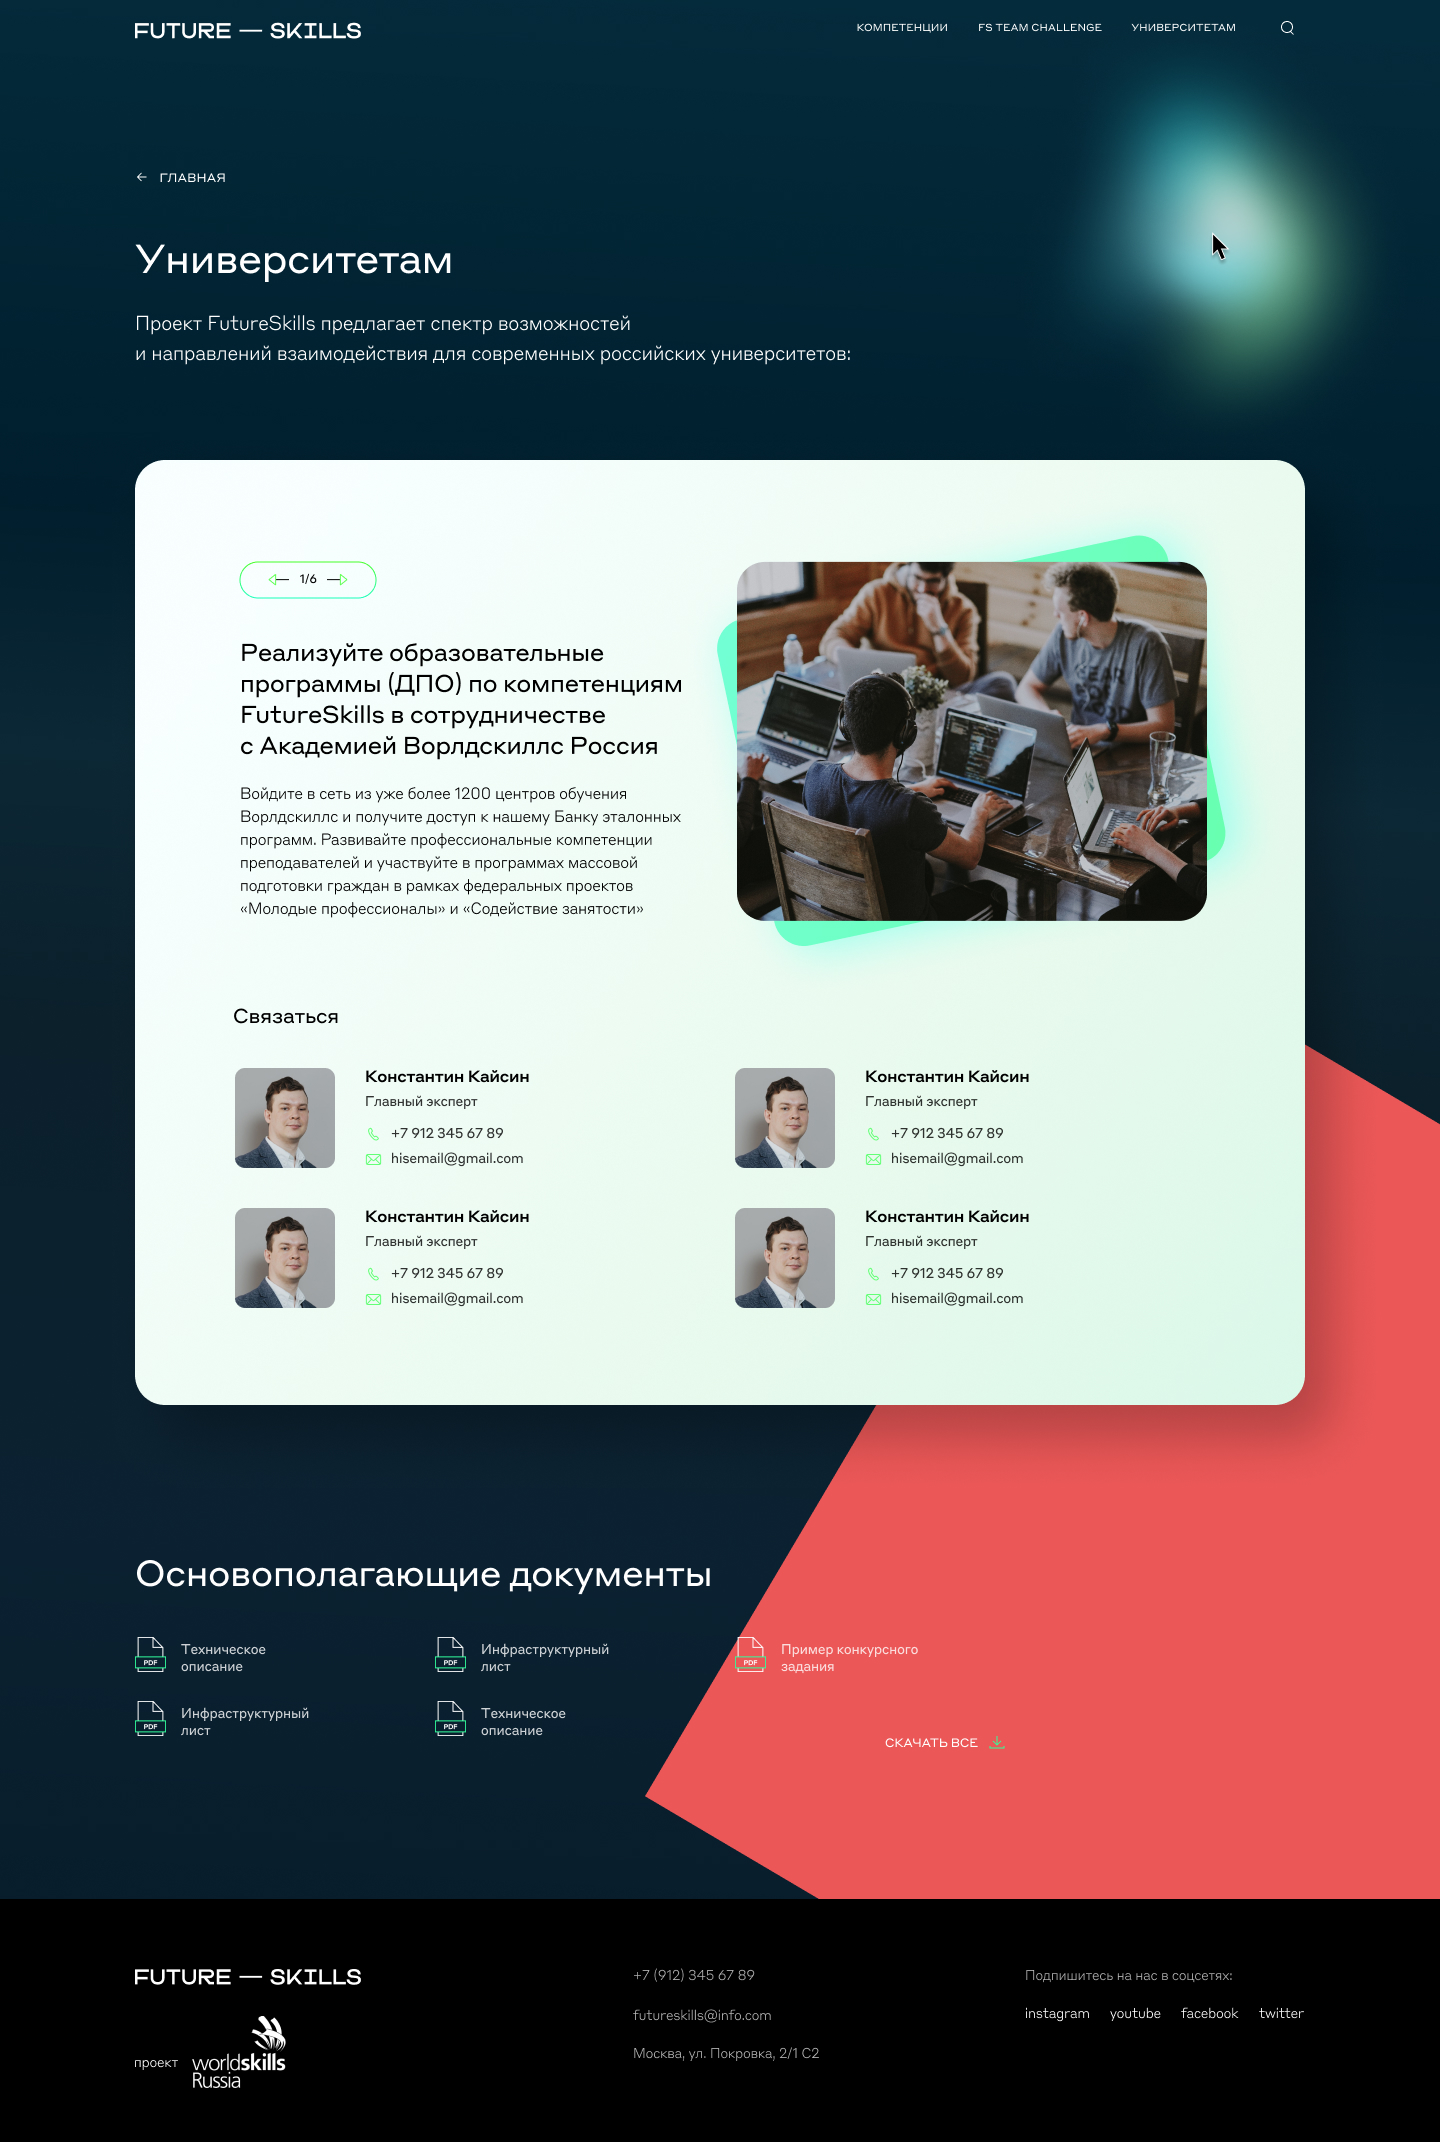 FUTURE — SKILLS
КОМПЕТЕНЦИИ
FS TEAM CHALLENGE
УНИВЕРСИТЕТАМ
ГЛАВНАЯ
Университетам
Проект FutureSkills предлагает спектр возможностей
и направлений взаимодействия для современных российских университетов:
1/6
Реализуйте образовательные
программы (ДПО) по компетенциям
FutureSkills в сотрудничестве
с Академией Ворлдскиллс Россия
Войдите в сеть из уже более 1200 центров обучения
Ворлдскиллс и получите доступ к нашему Банку эталонных
программ. Развивайте профессиональные компетенции
преподавателей и участвуйте в программах массовой
подготовки граждан в рамках федеральных проектов
«Молодые профессионалы» и «Содействие занятости»
Связаться
Константин Кайсин
Главный эксперт
+7 912 345 67 89
hisemail@gmail.com
Константин Кайсин
Главный эксперт
+7 912 345 67 89
hisemail@gmail.com
Константин Кайсин
Главный эксперт
+7 912 345 67 89
hisemail@gmail.com
Константин Кайсин
Главный эксперт
+7 912 345 67 89
hisemail@gmail.com
Основополагающие документы
PDF
Техническое
описание
PDF
Инфраструктурный
лист
PDF
Пример конкурсного
задания
PDF
Инфраструктурный
лист
PDF
Техническое
описание
СКАЧАТЬ ВСЕ
FUTURE — SKILLS
проект
worldskills
Russia
+7 (912) 345 67 89
futureskills@info.com
Москва, ул. Покровка, 2/1 С2
Подпишитесь на нас в соцсетях:
instagram youtube facebook twitter